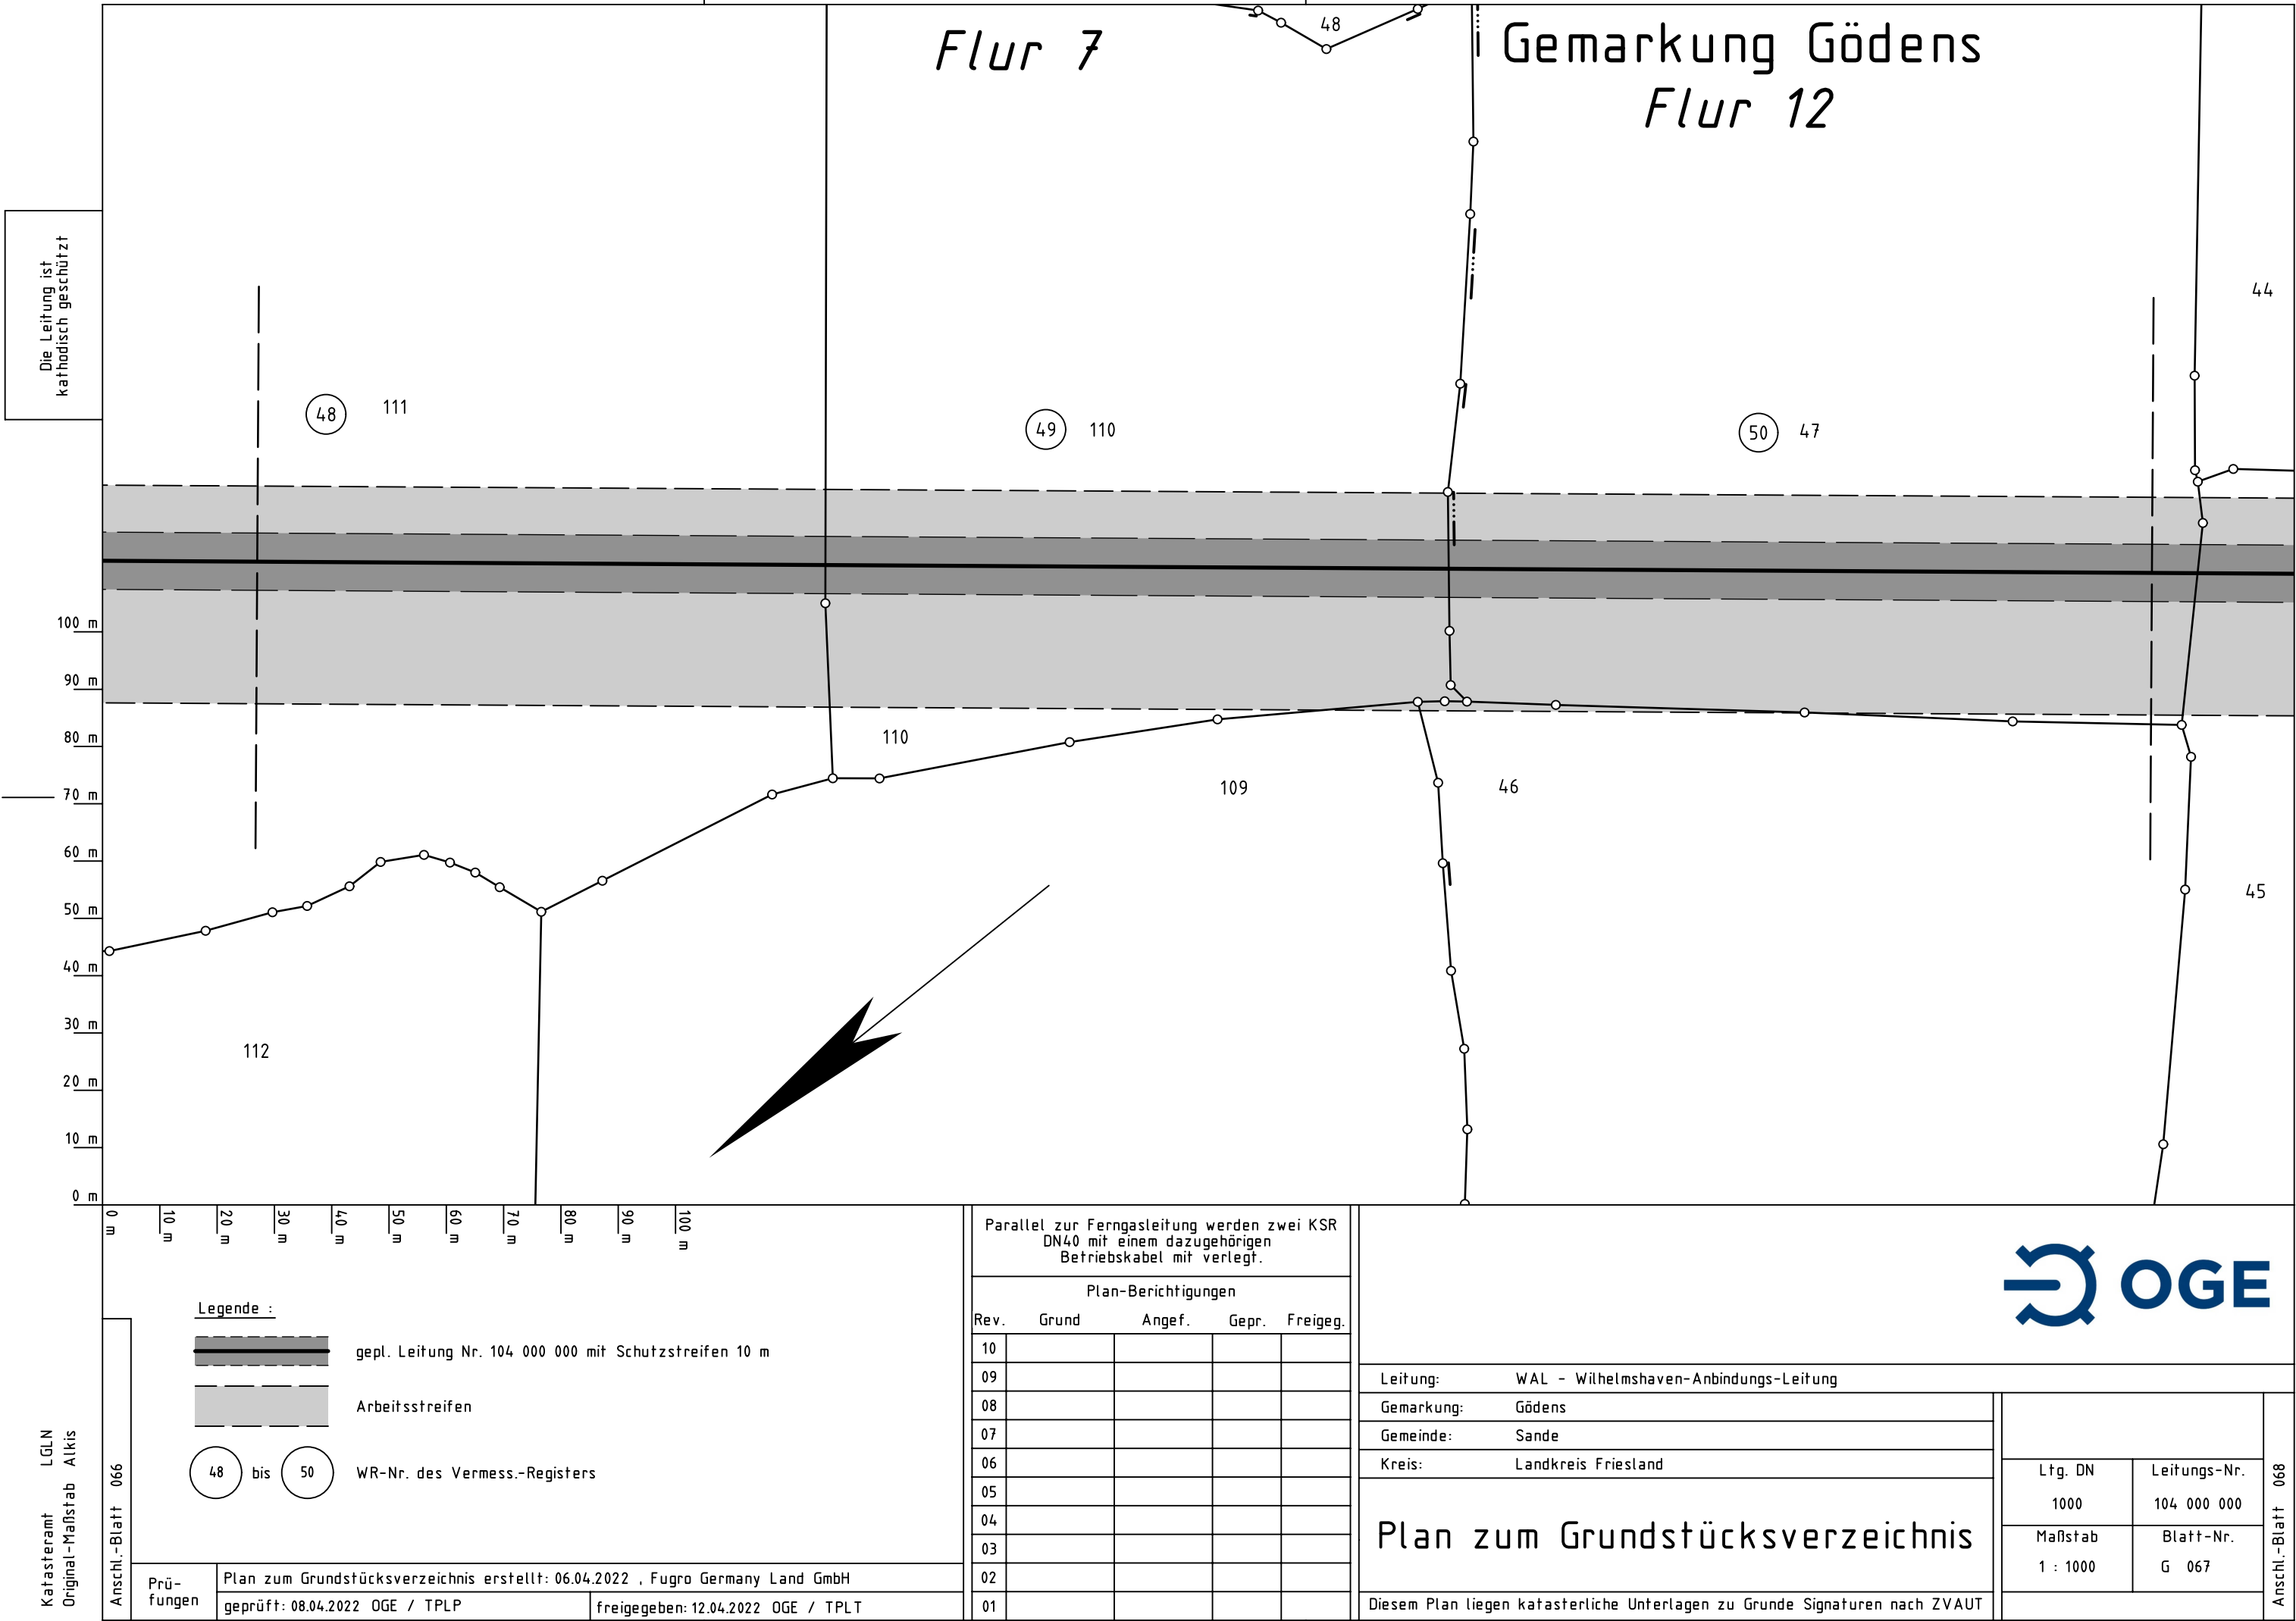 48
Flur 7
Gemarkung Gödens
Flur 12
Die Leitung ist
kathodisch geschützt
44
48
111
49
110
50
47
100 m
90 m
80 m
70 m
60 m
50 m
40 m
30 m
20 m
10 m
0 m
110
109
46
45
112
0 m
10 m
20 m
30 m
40 m
50 m
60 m
70 m
80 m
90 m
100 m
Legende :
gepl. Leitung Nr. 104 000 000 mit Schutzstreifen 10 m
Arbeitsstreifen
48 bis 50 WR-Nr. des Vermess.-Registers
Katasteramt LGLN
Original-Maßstab Alkis
Anschl.-Blatt 066
Prü-
fungen
Plan zum Grundstücksverzeichnis erstellt: 06.04.2022 , Fugro Germany Land GmbH
geprüft: 08.04.2022 OGE / TPLP
freigegeben: 12.04.2022 OGE / TPLT
Parallel zur Ferngasleitung werden zwei KSR
DN40 mit einem dazugehörigen
Betriebskabel mit verlegt.
Plan-Berichtigungen
Rev. Grund Angef. Gepr. Freigeg.
10
09
08
07
06
05
04
03
02
01
OGE
Leitung: WAL - Wilhelmshaven-Anbindungs-Leitung
Gemarkung: Gödens
Gemeinde: Sande
Kreis: Landkreis Friesland
Plan zum Grundstücksverzeichnis
Diesem Plan liegen katasterliche Unterlagen zu Grunde Signaturen nach ZVAUT
Ltg. DN Leitungs-Nr.
1000 104 000 000
Maßstab Blatt-Nr.
1 : 1000 G 067
Anschl.-Blatt 068